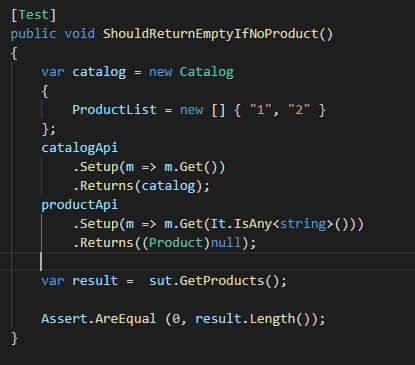 [Test]
public void ShouldReturnEmptyIfNoProduct()
{
    var catalog = new Catalog
    {
        ProductList = new [] { "1", "2" }
    };
    catalogApi
        .Setup(m => m.Get())
        .Returns(catalog);
    productApi
        .Setup(m => m.Get(It.IsAny<string>()))
        .Returns((Product)null);

    var result =  sut.GetProducts();

    Assert.AreEqual (0, result.Length());
}